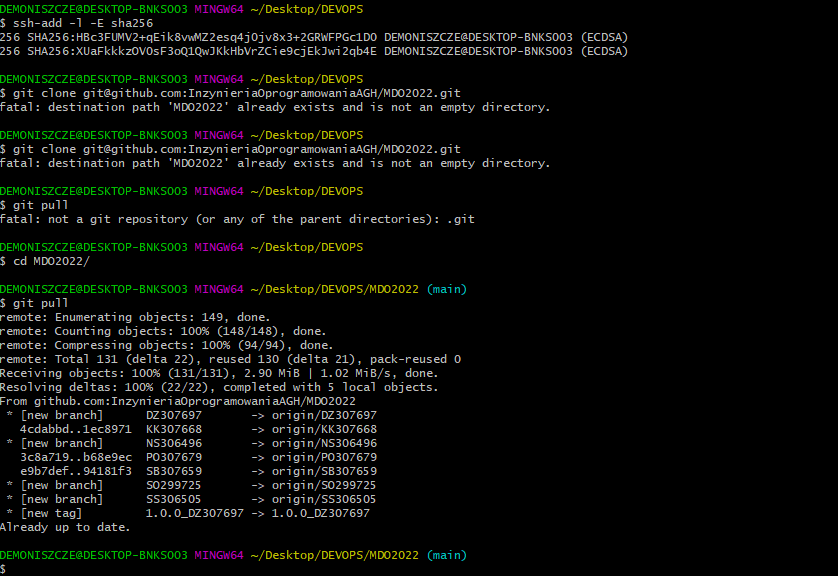 DEMONISZCZE@DESKTOP-BNKSOO3 MINGW64 ~/Desktop/DEVOPS
$ ssh-add -l -E sha256
256 SHA256:HBc3FUMV2+qEik8vwMZ2esq4jOjv8x3+2GRWFPGc1D0 DEMONISZCZE@DESKTOP-BNKSOO3 (ECDSA)
256 SHA256:XUaFkkkzOVOsF3oQ1QwJKkHbVrZCie9cjEkJwi2qb4E DEMONISZCZE@DESKTOP-BNKSOO3 (ECDSA)
DEMONISZCZE@DESKTOP-BNKSOO3 MINGW64 ~/Desktop/DEVOPS
$ git clone git@github.com:InzynieriaOprogramowaniaAGH/MDO2022.git
fatal: destination path 'MDO2022' already exists and is not an empty directory.
DEMONISZCZE@DESKTOP-BNKSOO3 MINGW64 ~/Desktop/DEVOPS
$ git clone git@github.com:InzynieriaOprogramowaniaAGH/MDO2022.git
fatal: destination path 'MDO2022' already exists and is not an empty directory.
DEMONISZCZE@DESKTOP-BNKSOO3 MINGW64 ~/Desktop/DEVOPS
$ git pull
fatal: not a git repository (or any of the parent directories): .git
DEMONISZCZE@DESKTOP-BNKSOO3 MINGW64 ~/Desktop/DEVOPS
$ cd MDO2022/
DEMONISZCZE@DESKTOP-BNKSOO3 MINGW64 ~/Desktop/DEVOPS/MDO2022 (main)
$ git pull
remote: Enumerating objects: 149, done.
remote: Counting objects: 100% (148/148), done.
remote: Compressing objects: 100% (94/94), done.
remote: Total 131 (delta 22), reused 130 (delta 21), pack-reused 0
Receiving objects: 100% (131/131), 2.90 MiB | 1.02 MiB/s, done.
Resolving deltas: 100% (22/22), completed with 5 local objects.
From github.com:InzynieriaOprogramowaniaAGH/MDO2022
* [new branch] DZ307697 -> origin/DZ307697
4cdabbd..1ec8971 KK307668 -> origin/KK307668
* [new branch] NS306496 -> origin/NS306496
3c8a719..b68e9ec PO307679 -> origin/PO307679
e9b7def..94181f3 SB307659 -> origin/SB307659
* [new branch] SO299725 -> origin/SO299725
* [new branch] SS306505 -> origin/SS306505
* [new tag] 1.0.0_DZ307697 -> 1.0.0_DZ307697
Already up to date.
DEMONISZCZE@DESKTOP-BNKSOO3 MINGW64 ~/Desktop/DEVOPS/MDO2022 (main)
$